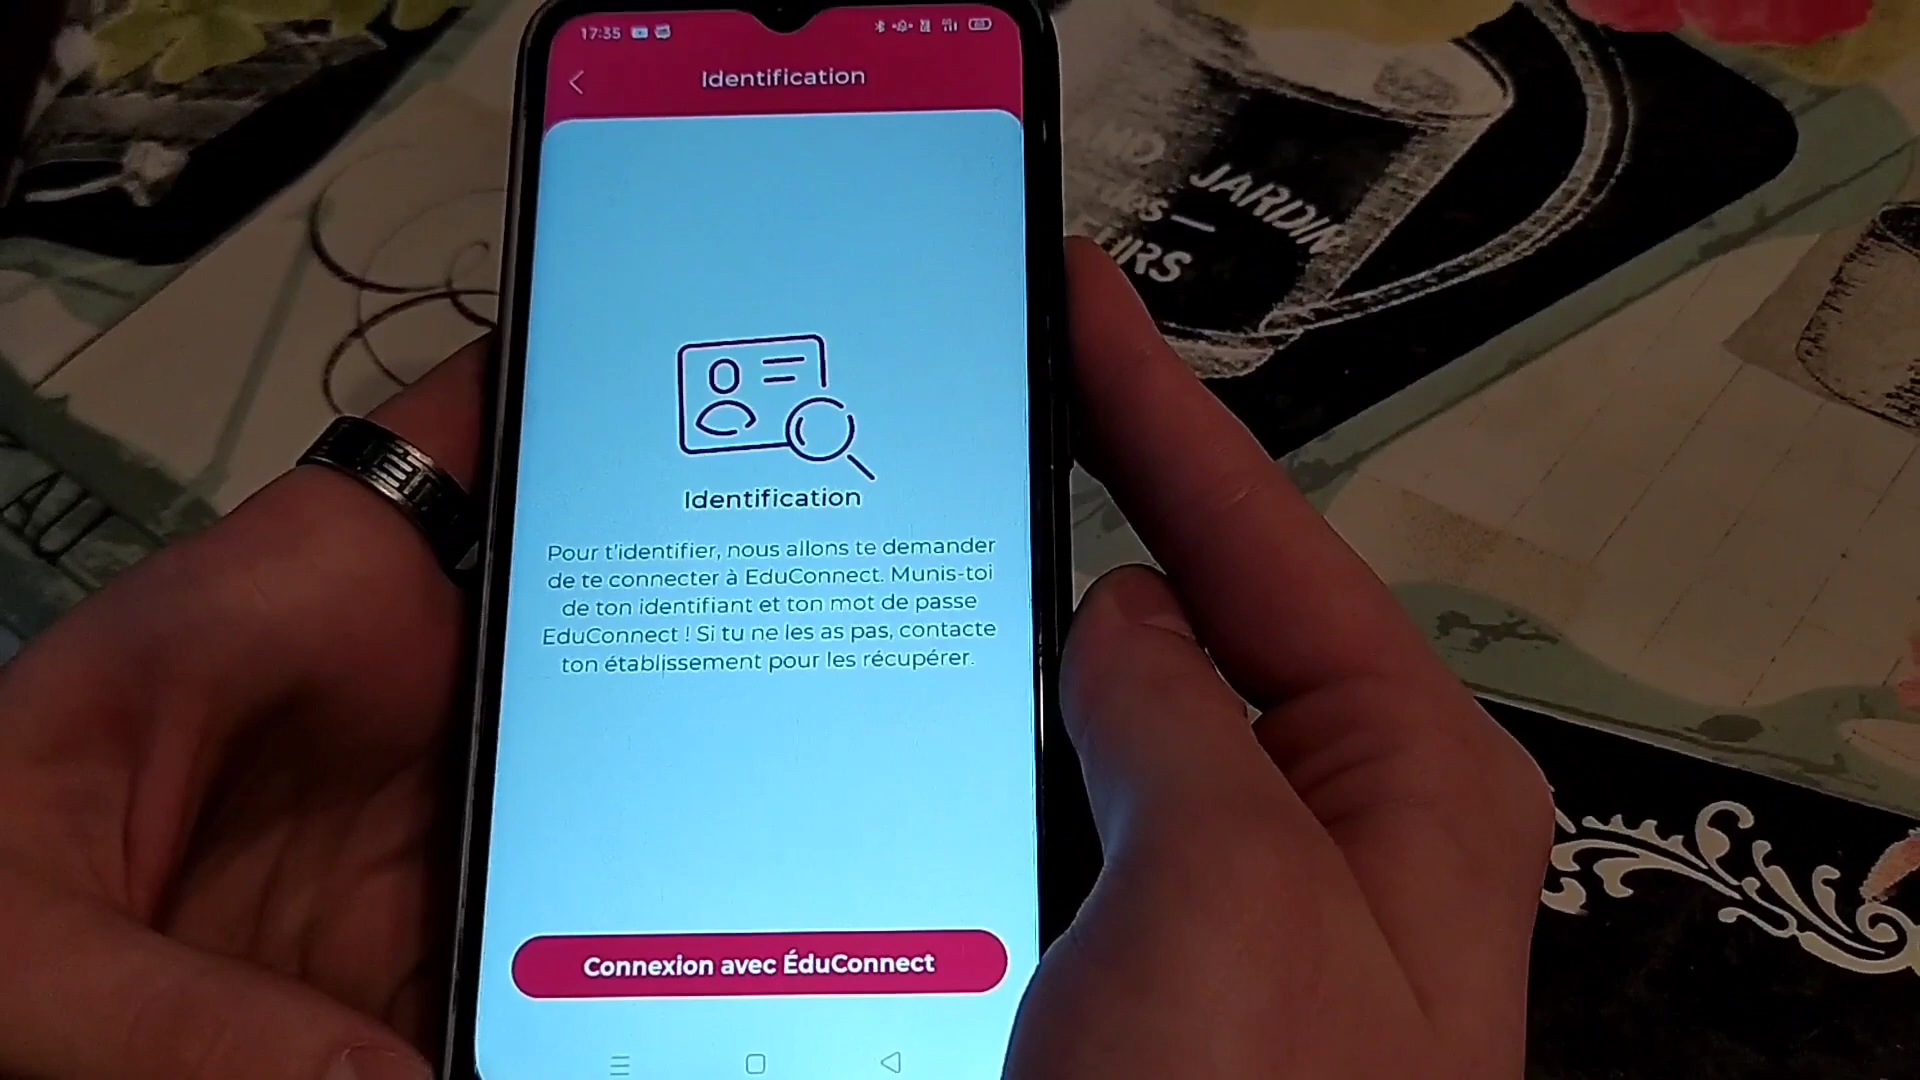 17:35
Identification
Identification
Pour t'identifier, nous allons te demander
de te connecter à EduConnect. Munis-toi
de ton identifiant et ton mot de passe
EduConnect ! Si tu ne les as pas, contacte
ton établissement pour les récupérer.
Connexion avec ÉduConnect
JARDIN
des
AU